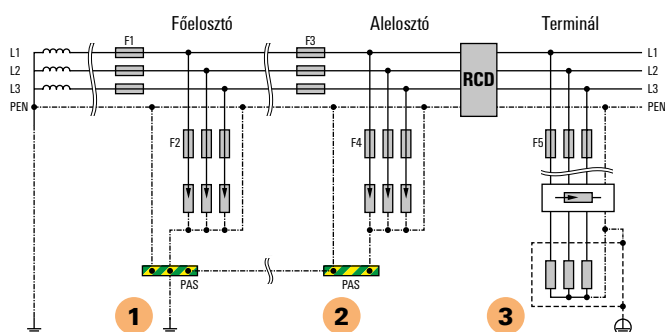 Főelosztó Alelosztó Terminál
L1 F1 F3 L1
L2 L2
L3 RCD L3
PEN PEN
F2 F4 F5
PAS PAS
1 2 3